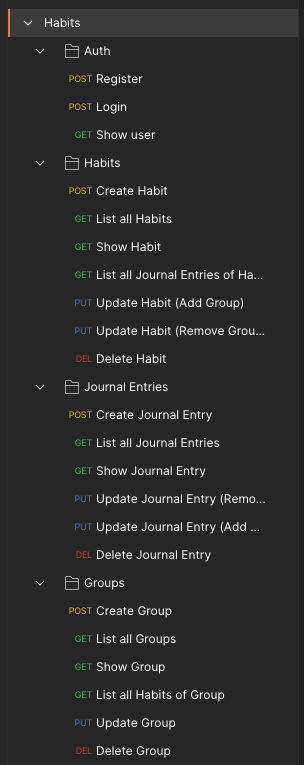 Habits
Auth
POST Register
POST Login
GET Show user
Habits
POST Create Habit
GET List all Habits
GET Show Habit
GET List all Journal Entries of Ha...
PUT Update Habit (Add Group)
PUT Update Habit (Remove Grou...
DEL Delete Habit
Journal Entries
POST Create Journal Entry
GET List all Journal Entries
GET Show Journal Entry
PUT Update Journal Entry (Remo...
PUT Update Journal Entry (Add ...
DEL Delete Journal Entry
Groups
POST Create Group
GET List all Groups
GET Show Group
GET List all Habits of Group
PUT Update Group
DEL Delete Group